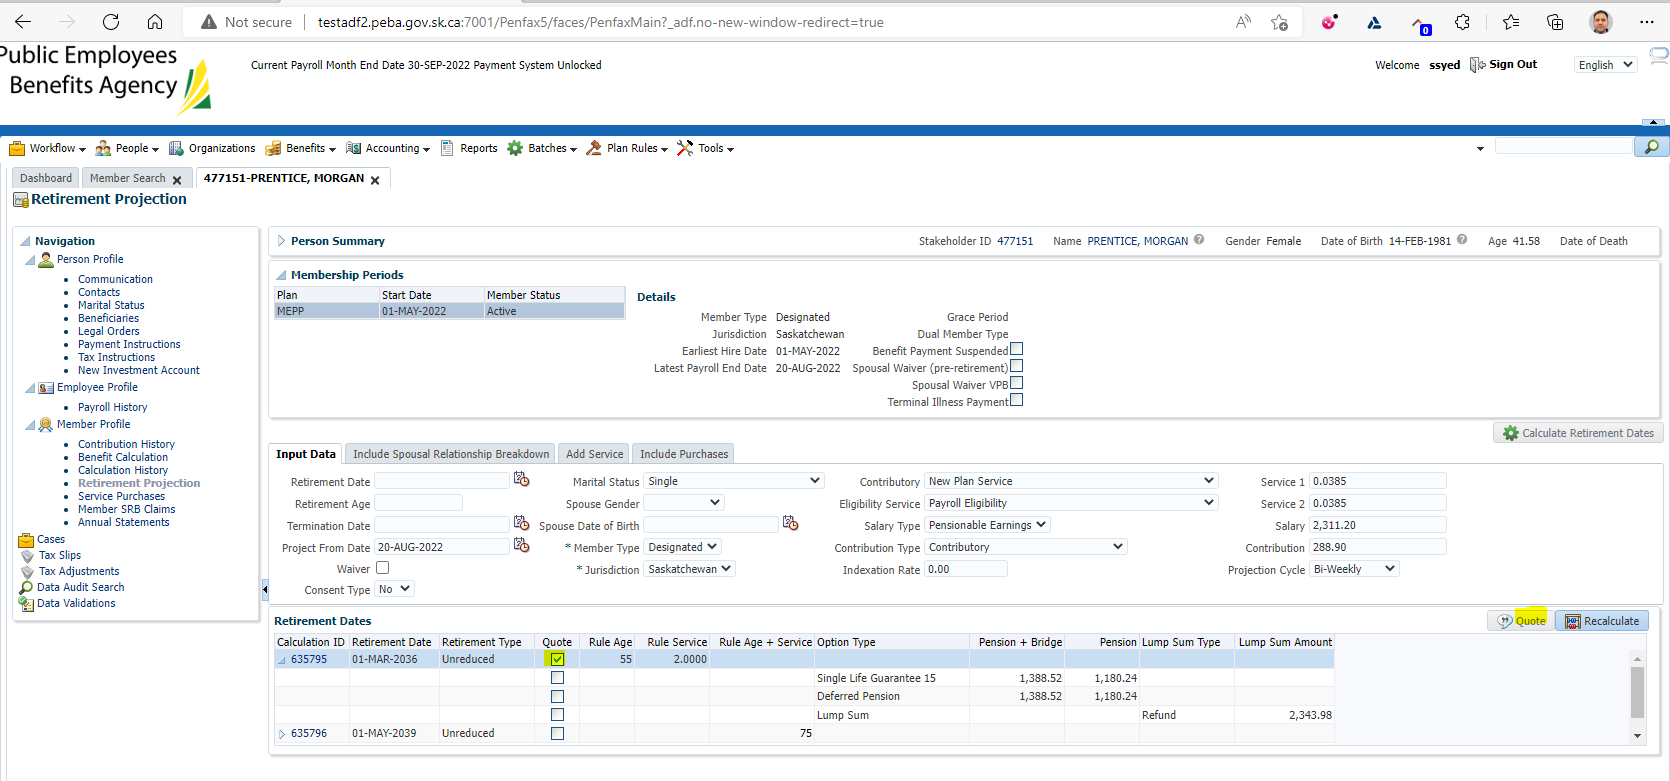 Not secure testadf2.peba.gov.sk.ca:7001/Penfax5/faces/PenfaxMain?_adf.no-new-window-redirect=true
0
Public Employees
Benefits Agency
Current Payroll Month End Date 30-SEP-2022 Payment System Unlocked
Welcome ssyed Sign Out English
Workflow People Organizations Benefits Accounting Reports Batches Plan Rules Tools
Dashboard Member Search 477151-PRENTICE, MORGAN
Retirement Projection
Navigation
Person Profile
Communication
Contacts
Marital Status
Beneficiaries
Legal Orders
Payment Instructions
Tax Instructions
New Investment Account
Employee Profile
Payroll History
Member Profile
Contribution History
Benefit Calculation
Calculation History
Retirement Projection
Service Purchases
Member SRB Claims
Annual Statements
Cases
Tax Slips
Tax Adjustments
Data Audit Search
Data Validations
Person Summary Stakeholder ID 477151 Name PRENTICE, MORGAN Gender Female Date of Birth 14-FEB-1981 Age 41.58 Date of Death
Membership Periods
Plan Start Date Member Status
MEPP 01-MAY-2022 Active
Details
Member Type Designated Grace Period
Jurisdiction Saskatchewan Dual Member Type
Earliest Hire Date 01-MAY-2022 Benefit Payment Suspended
Latest Payroll End Date 20-AUG-2022 Spousal Waiver (pre-retirement)
Spousal Waiver VPB
Terminal Illness Payment
Calculate Retirement Dates
Input Data Include Spousal Relationship Breakdown Add Service Include Purchases
Retirement Date Marital Status Single Contributory New Plan Service Service 1 0.0385
Retirement Age Spouse Gender Eligibility Service Payroll Eligibility Service 2 0.0385
Termination Date Spouse Date of Birth Salary Type Pensionable Earnings Salary 2,311.20
Project From Date 20-AUG-2022 * Member Type Designated Contribution Type Contributory Contribution 288.90
Waiver * Jurisdiction Saskatchewan Indexation Rate 0.00 Projection Cycle Bi-Weekly
Consent Type No
Retirement Dates Quote Recalculate
Calculation ID Retirement Date Retirement Type Quote Rule Age Rule Service Rule Age + Service Option Type Pension + Bridge Pension Lump Sum Type Lump Sum Amount
635795 01-MAR-2036 Unreduced 55 2.0000
Single Life Guarantee 15 1,388.52 1,180.24
Deferred Pension 1,388.52 1,180.24
Lump Sum Refund 2,343.98
635796 01-MAY-2039 Unreduced 75